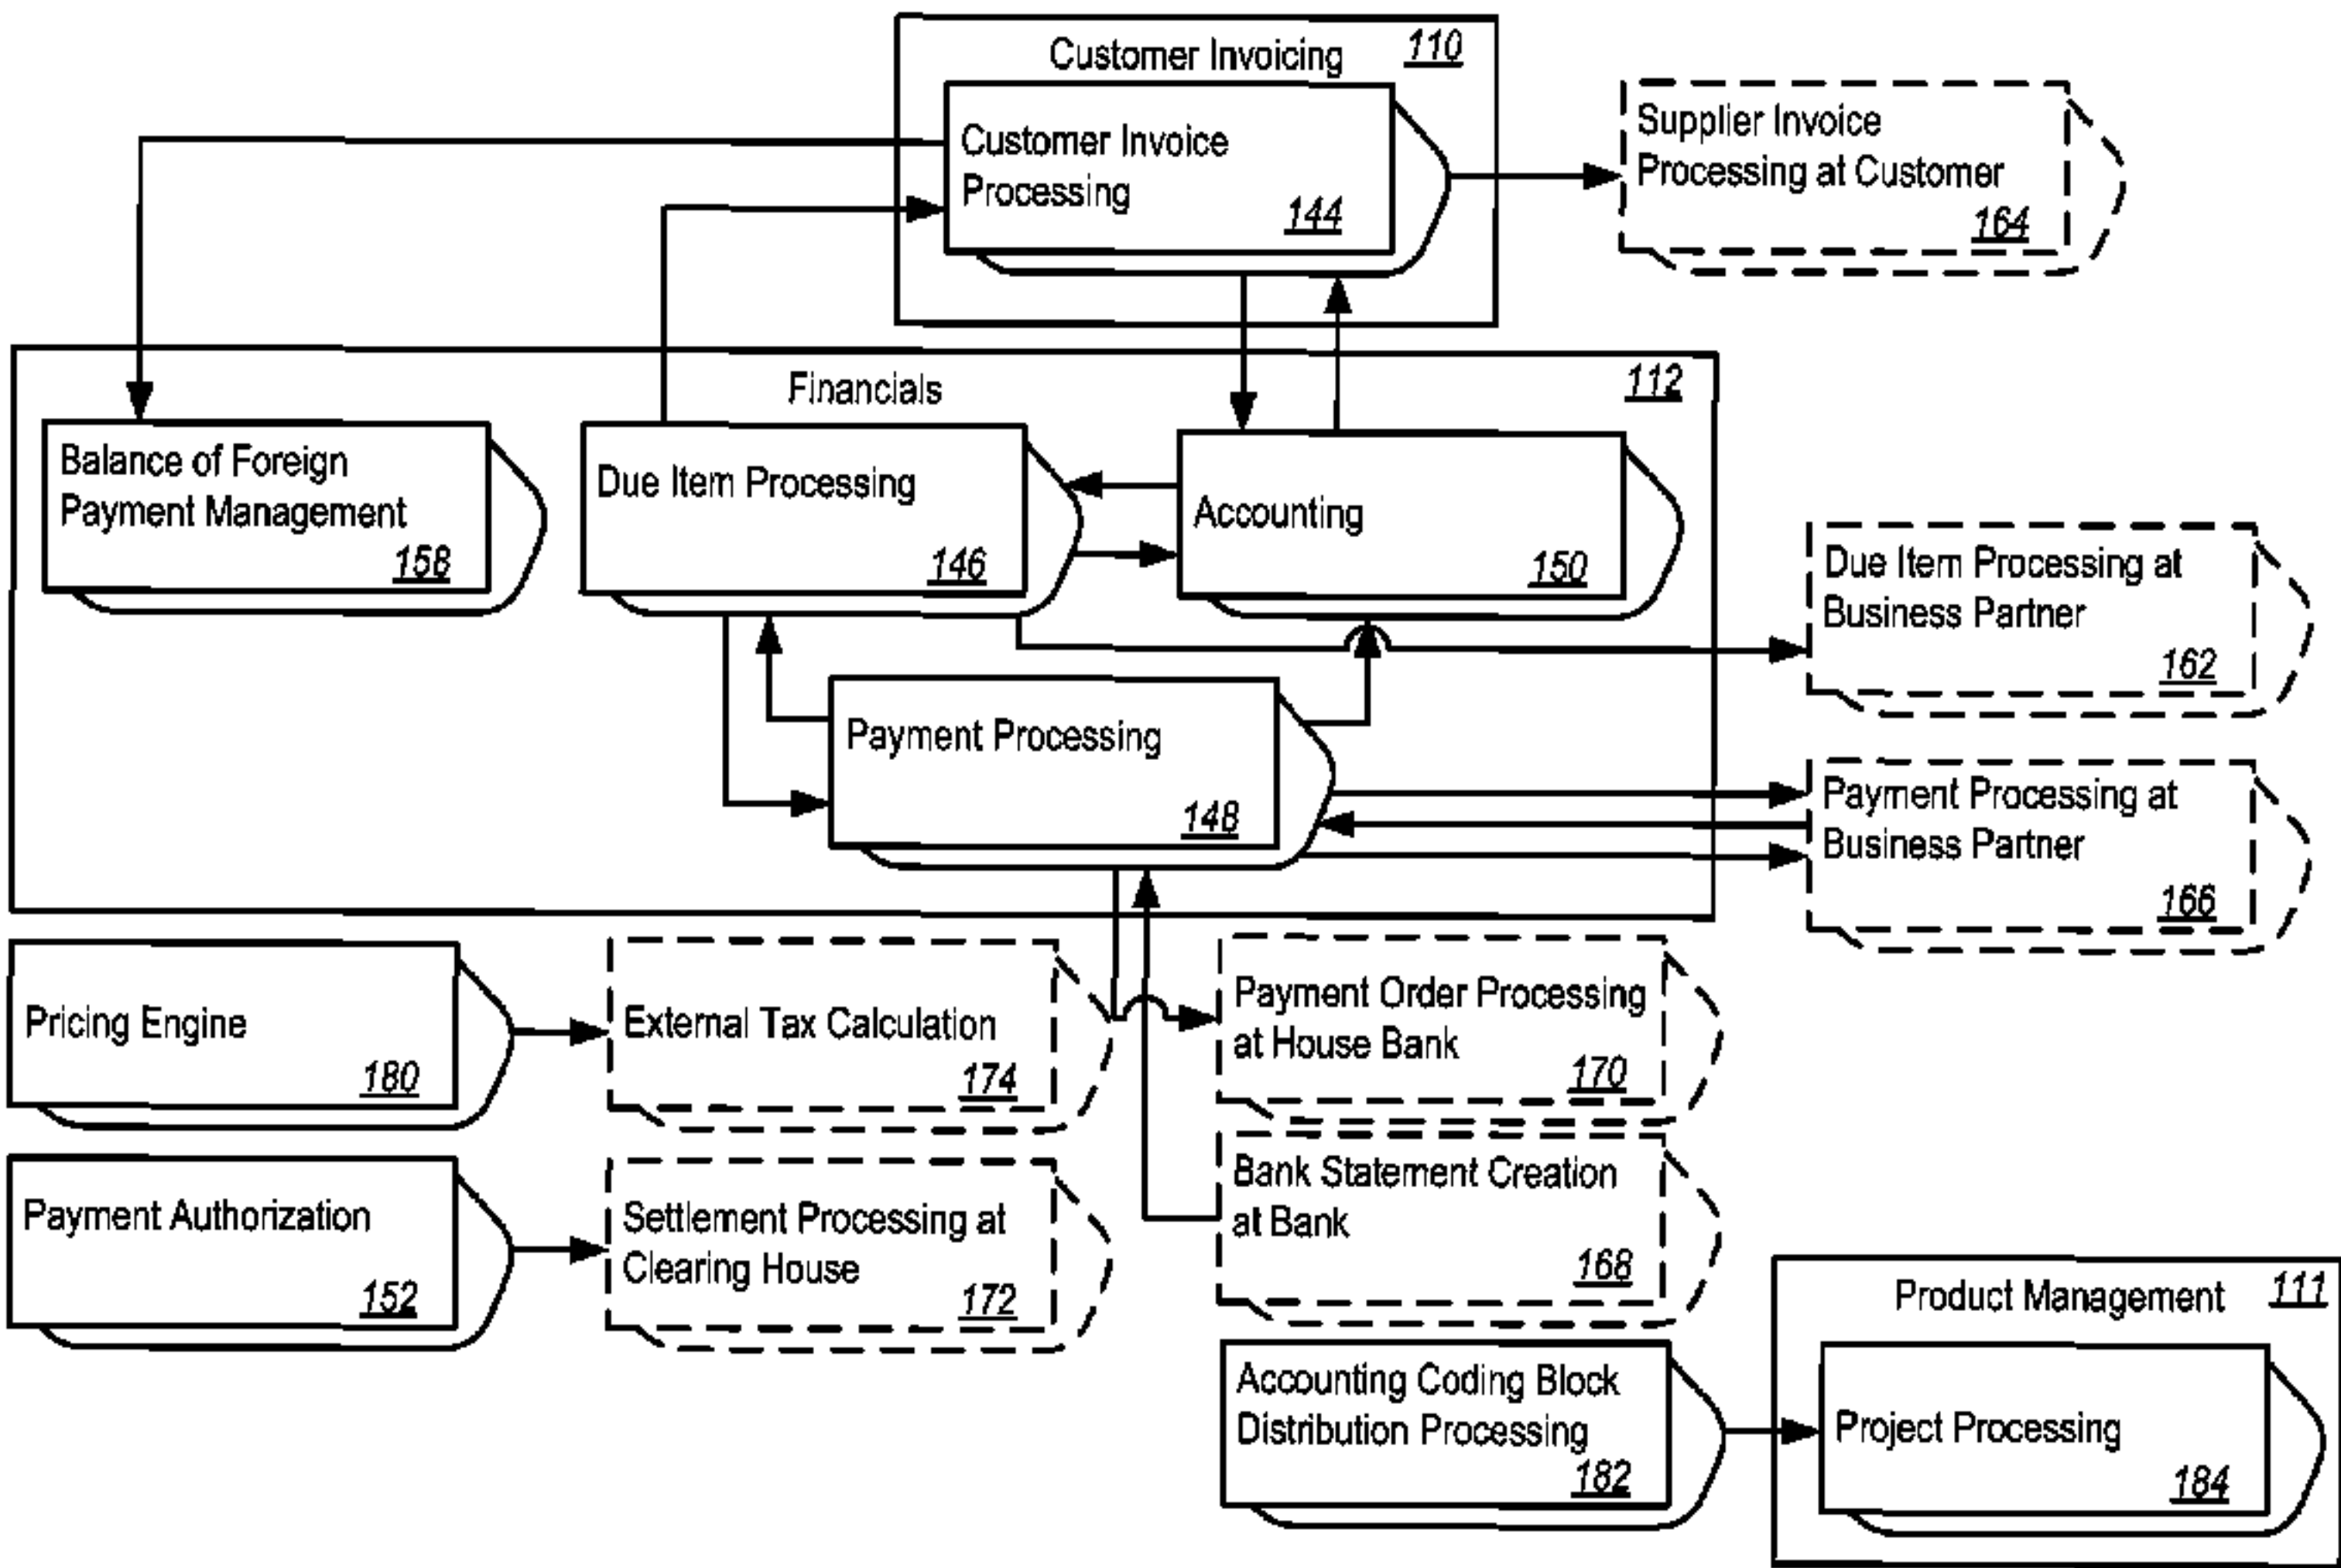 Customer Invoicing 110
Customer Invoice
Processing
144
Supplier Invoice
Processing at Customer
164
Financials 112
Balance of Foreign
Payment Management
158
Due Item Processing
146
Accounting
150
Due Item Processing at
Business Partner
162
Payment Processing
148
Payment Processing at
Business Partner
166
Pricing Engine
180
External Tax Calculation
174
Payment Order Processing
at House Bank
170
Payment Authorization
152
Settlement Processing at
Clearing House
172
Bank Statement Creation
at Bank
168
Accounting Coding Block
Distribution Processing
182
Product Management 111
Project Processing
184